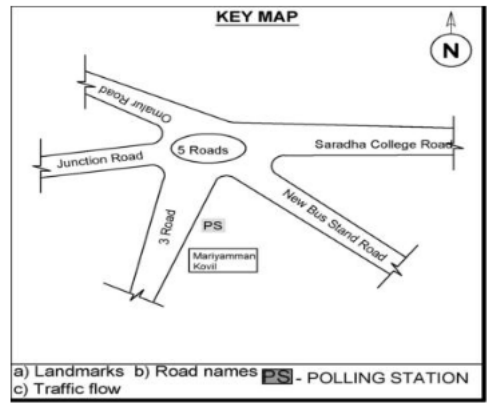 KEY MAP
N
Omalur Road
5 Roads
Saradha College Road
Junction Road
3 Road
PS
New Bus Stand Road
Mariyamman
Kovil
a) Landmarks b) Road names PS - POLLING STATION
c) Traffic flow